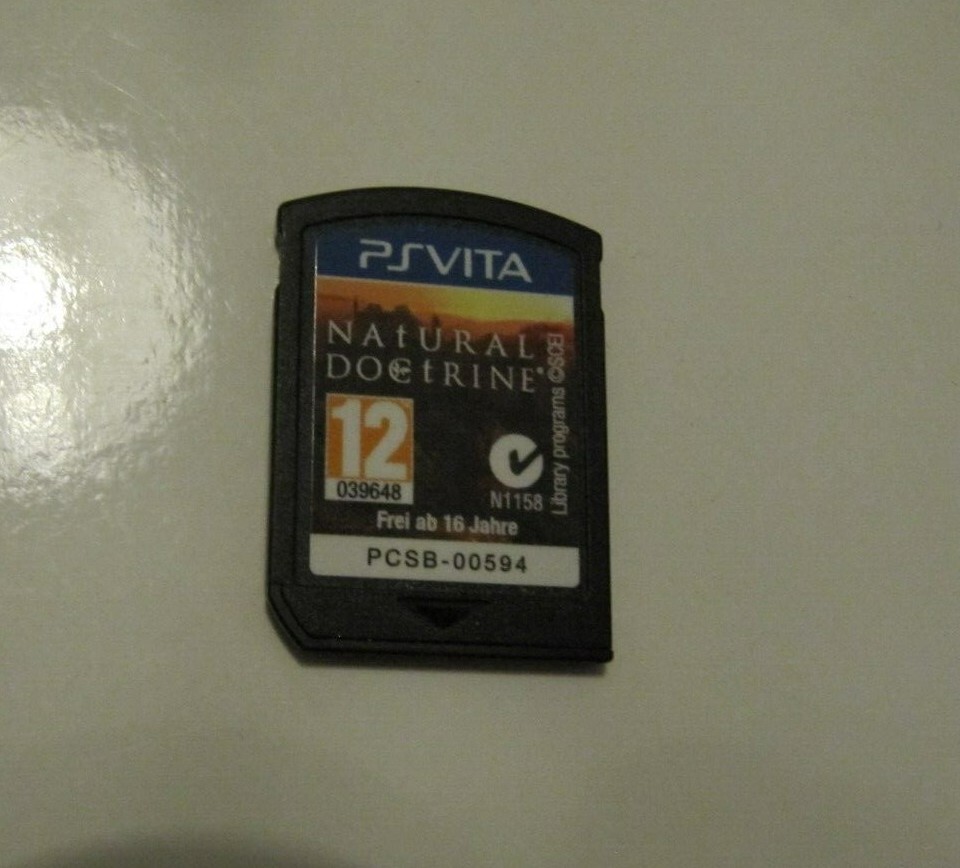 PSVITA
NAtURAL
DOCtRINE®
12
039648
N1158
Library programs ©SCEI
Frei ab 16 Jahre
PCSB-00594